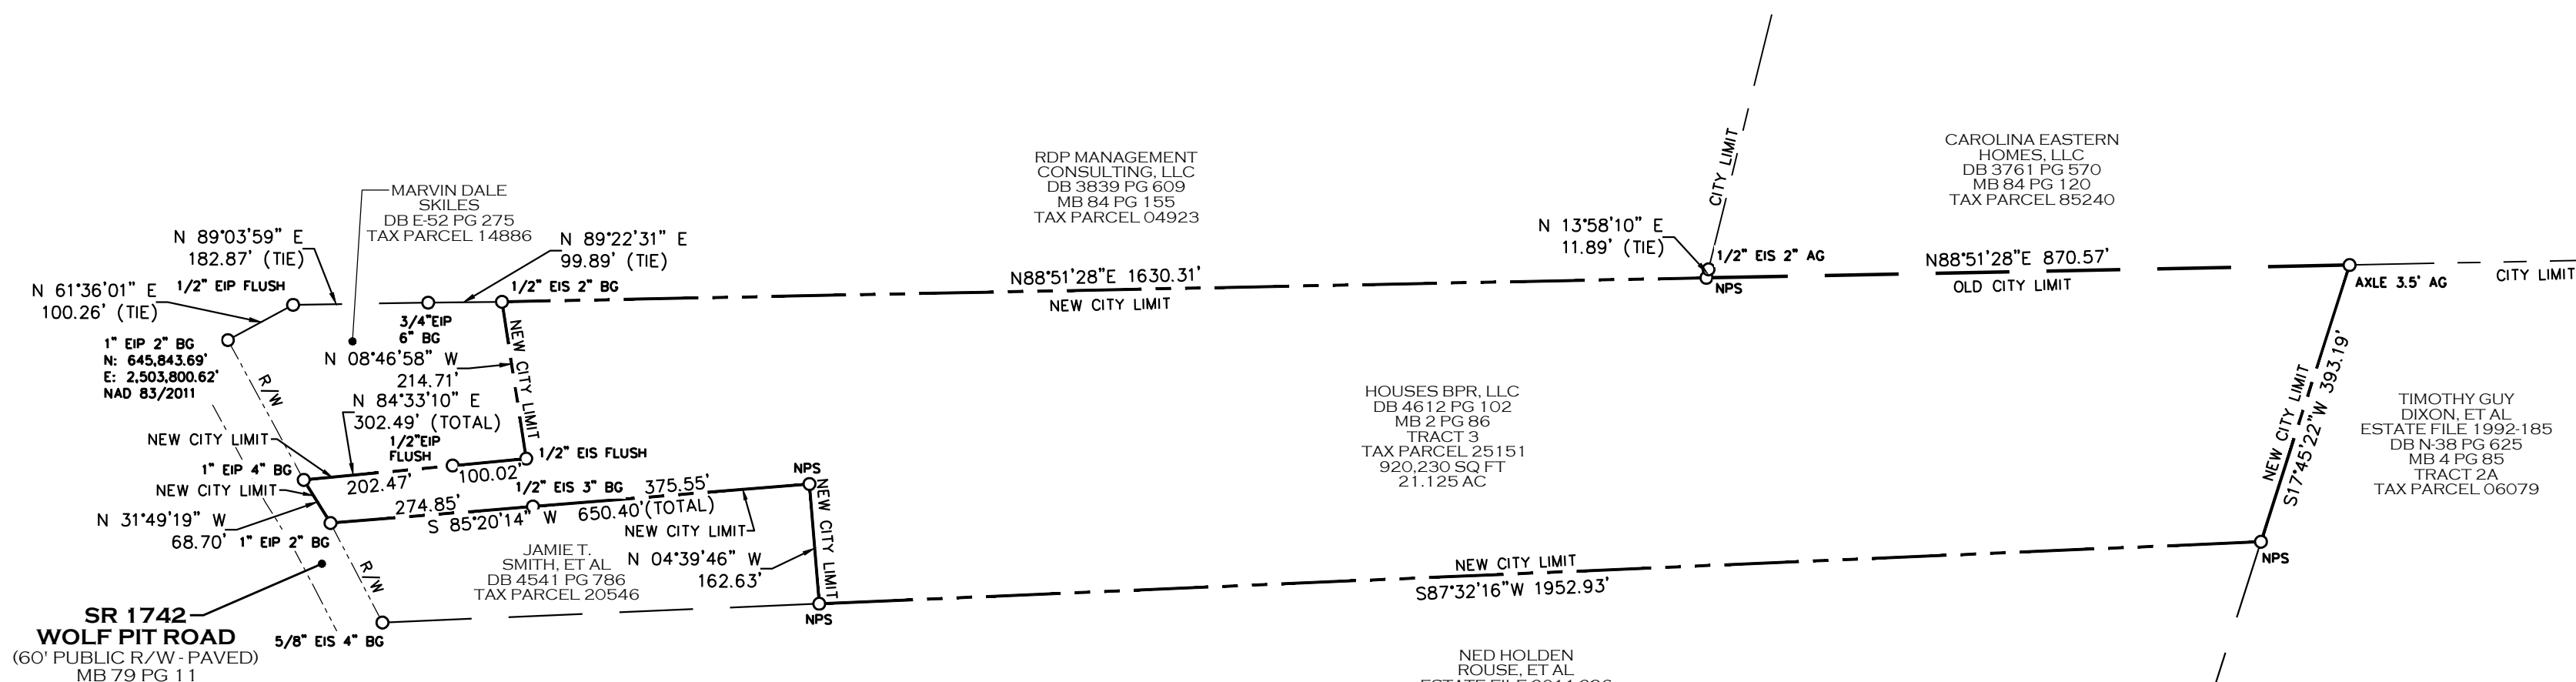 MARVIN DALE
SKILES
DB E-52 PG 275
TAX PARCEL 14886
N 89°03'59" E
182.87' (TIE)
N 89°22'31" E
99.89' (TIE)
N 61°36'01" E
100.26' (TIE)
1/2" EIP FLUSH
1/2" EIS 2" BG
3/4"EIP
6" BG
1" EIP 2" BG
N: 645,843.69'
E: 2,503,800.62'
NAD 83/2011
R/W
N 08°46'58" W
214.71'
NEW CITY LIMIT
N 84°33'10" E
302.49' (TOTAL)
NEW CITY LIMIT
1/2"EIP
FLUSH
1/2" EIS FLUSH
1" EIP 4" BG
202.47'
100.02'
NEW CITY LIMIT
N 31°49'19" W
68.70'
1" EIP 2" BG
274.85'
S 85°20'14" W
1/2" EIS 3" BG
375.55'
650.40'(TOTAL)
NEW CITY LIMIT
NPS
NEW CITY LIMIT
N 04°39'46" W
162.63'
NPS
JAMIE T.
SMITH, ET AL
DB 4541 PG 786
TAX PARCEL 20546
R/W
SR 1742
WOLF PIT ROAD
(60' PUBLIC R/W - PAVED)
MB 79 PG 11
5/8" EIS 4" BG
RDP MANAGEMENT
CONSULTING, LLC
DB 3839 PG 609
MB 84 PG 155
TAX PARCEL 04923
N88°51'28"E 1630.31'
NEW CITY LIMIT
CITY LIMIT
N 13°58'10" E
11.89' (TIE)
1/2" EIS 2" AG
NPS
CAROLINA EASTERN
HOMES, LLC
DB 3761 PG 570
MB 84 PG 120
TAX PARCEL 85240
N88°51'28"E 870.57'
OLD CITY LIMIT
AXLE 3.5' AG
CITY LIMIT
HOUSES BPR, LLC
DB 4612 PG 102
MB 2 PG 86
TRACT 3
TAX PARCEL 25151
920,230 SQ FT
21.125 AC
NEW CITY LIMIT
S17°45'22"W 393.19'
TIMOTHY GUY
DIXON, ET AL
ESTATE FILE 1992-185
DB N-38 PG 625
MB 4 PG 85
TRACT 2A
TAX PARCEL 06079
NPS
NEW CITY LIMIT
S87°32'16"W 1952.93'
NED HOLDEN
ROUSE, ET AL